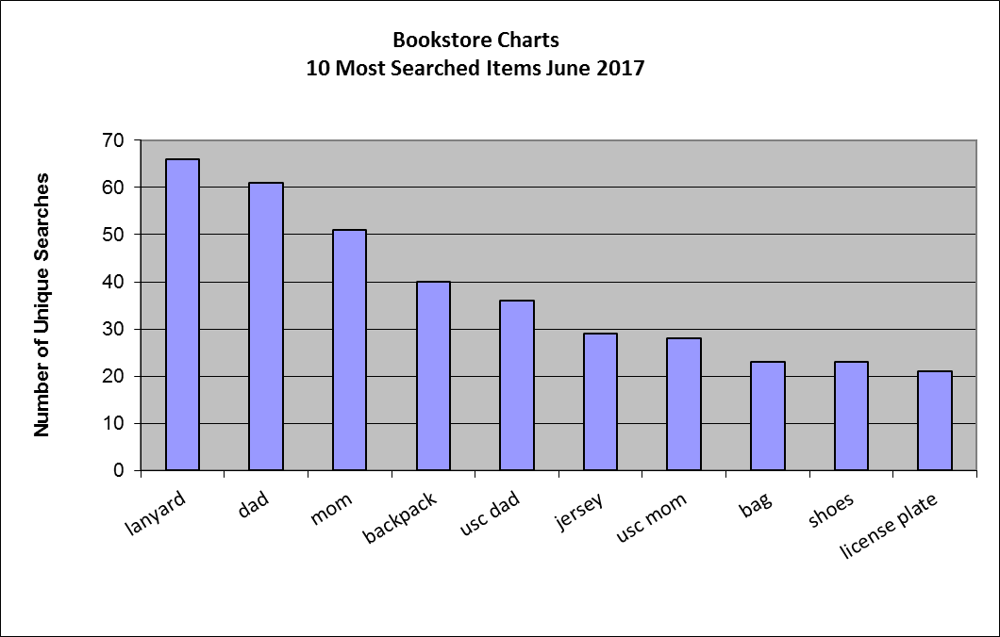 Bookstore Charts
10 Most Searched Items June 2017
Number of Unique Searches
70
60
50
40
30
20
10
0
lanyard
dad
mom
backpack
usc dad
jersey
usc mom
bag
shoes
license plate